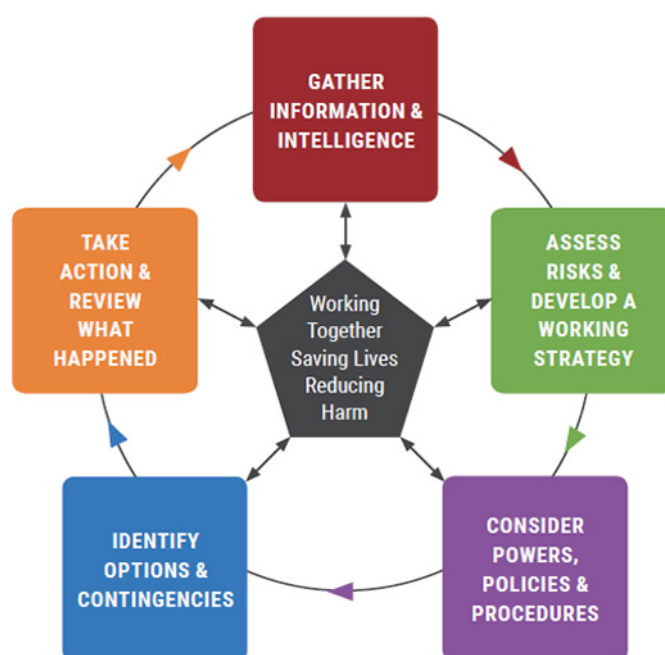 GATHER
INFORMATION &
INTELLIGENCE
ASSESS
RISKS &
DEVELOP A
WORKING
STRATEGY
CONSIDER
POWERS,
POLICIES &
PROCEDURES
IDENTIFY
OPTIONS &
CONTINGENCIES
TAKE
ACTION &
REVIEW
WHAT
HAPPENED
Working
Together
Saving Lives
Reducing
Harm